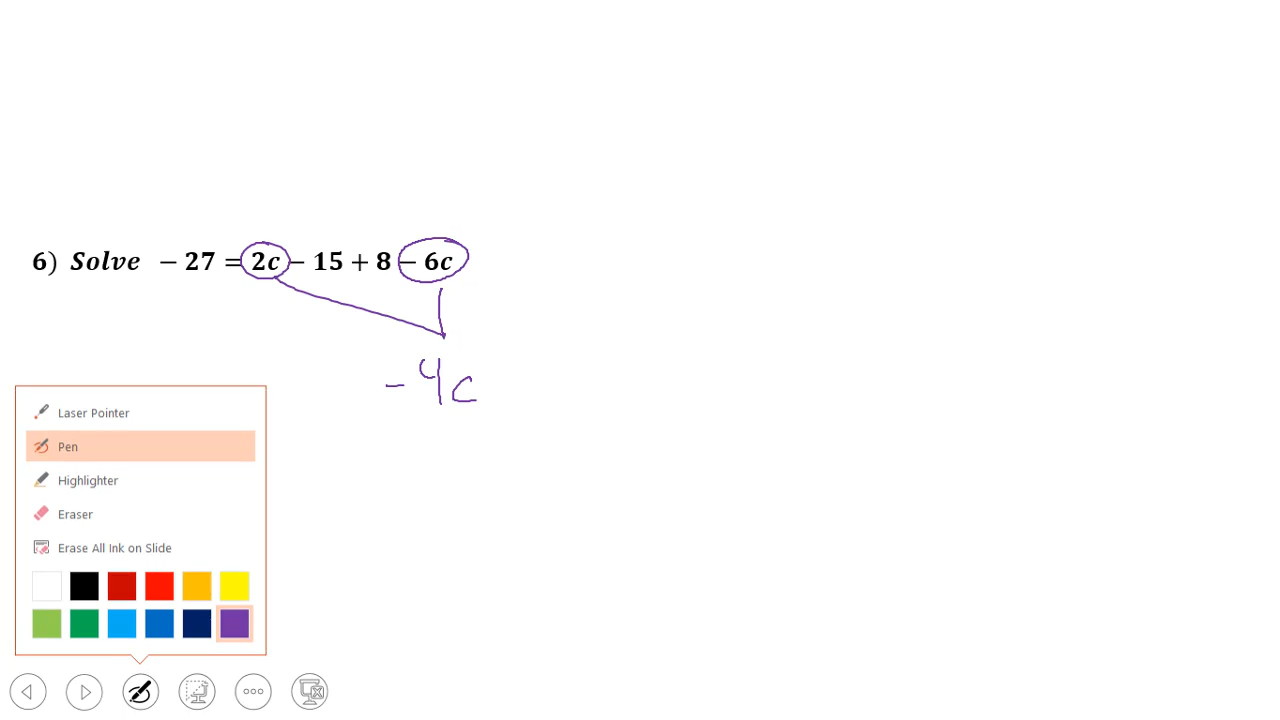 6) Solve − 27 = 2c − 15 + 8 − 6c
- 4c
Laser Pointer
Pen
Highlighter
Eraser
Erase All Ink on Slide